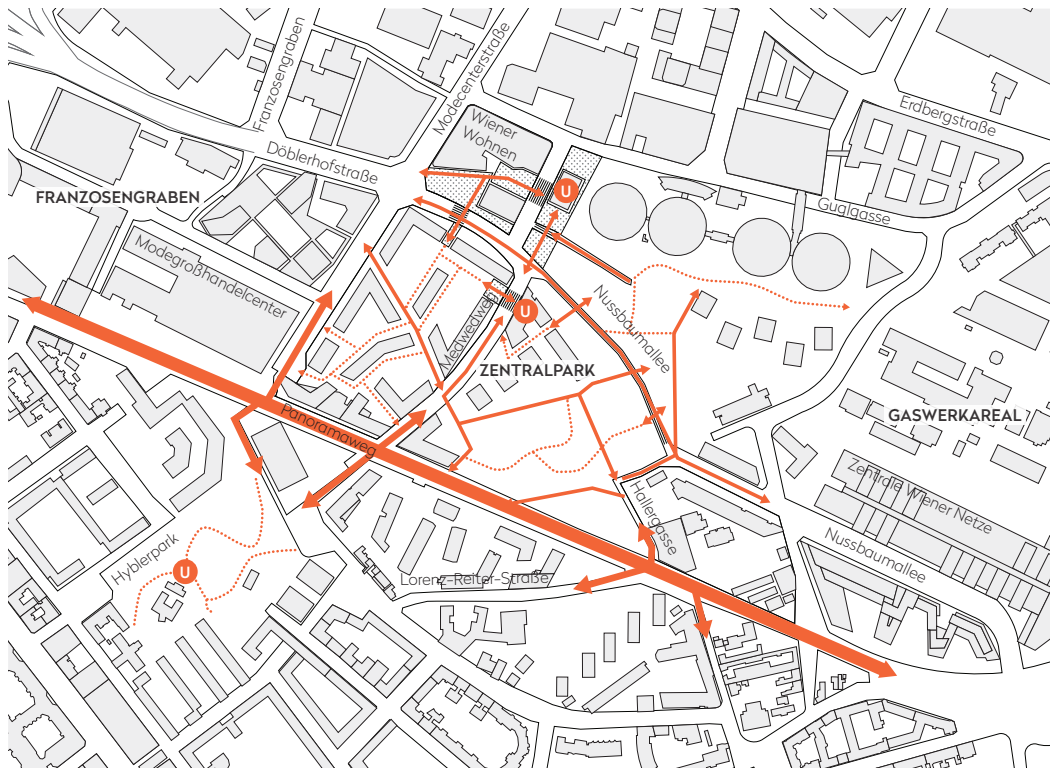 Franzosengraben
Modecenterstraße
Wiener
Wohnen
Erdbergstraße
Döblerhofstraße
FRANZOSENGRABEN
U
Guglgasse
Modegroßhandelcenter
Nussbaumallee
Medwedweg
U
ZENTRALPARK
Panoramaweg
GASWERKAREAL
Zentrale Wiener Netze
Hallergasse
Nussbaumallee
Hyblerpark
U
Lorenz-Reiter-Straße